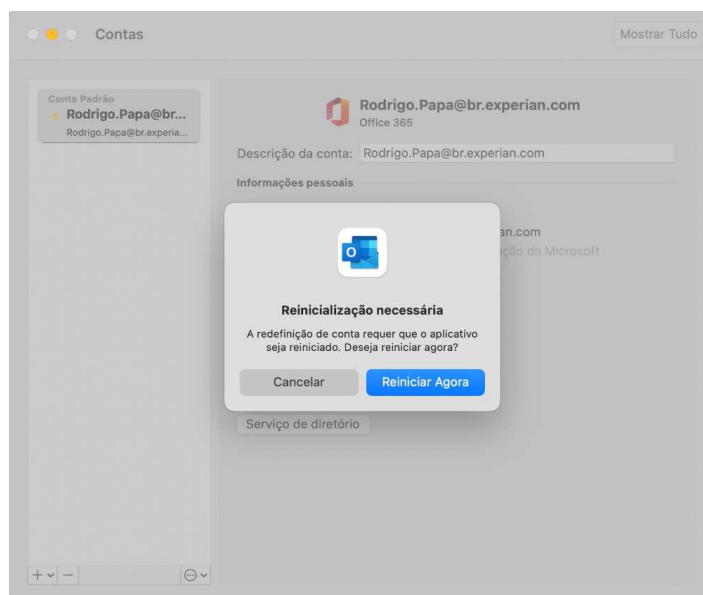 Contas
Mostrar Tudo
Conta Padrão
Rodrigo.Papa@br...
Rodrigo.Papa@br.experia...
Rodrigo.Papa@br.experian.com
Office 365
Descrição da conta: Rodrigo.Papa@br.experian.com
Informações pessoais
an.com
ção da Microsoft
O
Reinicialização necessária
A redefinição de conta requer que o aplicativo
seja reiniciado. Deseja reiniciar agora?
Cancelar
Reiniciar Agora
Serviço de diretório